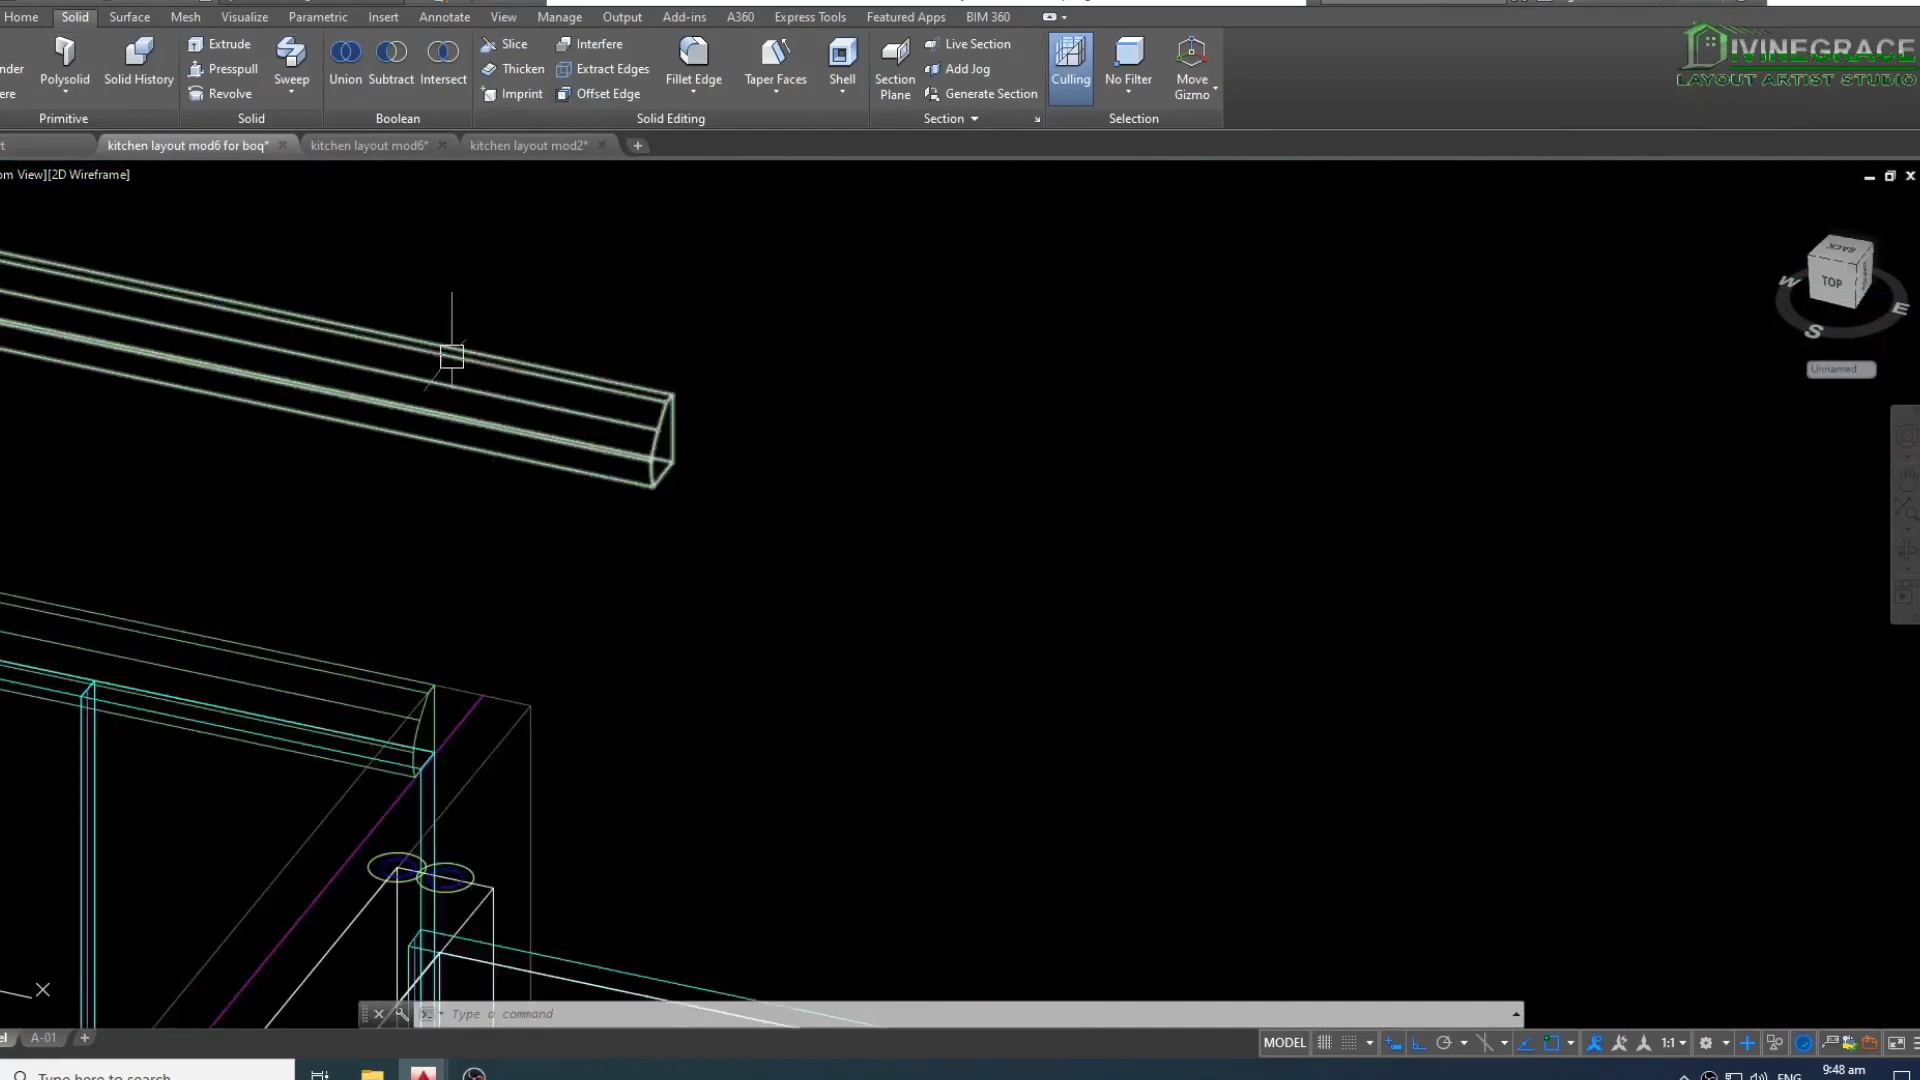 Home Solid Surface Mesh Visualize Parametric Insert Annotate View Manage Output Add-ins A360 Express Tools Featured Apps BIM 360
Polysolid
Solid History
Extrude
Presspull
Revolve
Sweep
Union
Subtract
Intersect
Slice
Thicken
Imprint
Interfere
Extract Edges
Offset Edge
Fillet Edge
Taper Faces
Shell
Section Plane
Live Section
Add Jog
Generate Section
Culling
No Filter
Move Gizmo
IVINEGRACE
LAYOUT ARTIST STUDIO
Primitive Solid Boolean Solid Editing Section Selection
kitchen layout mod6 for boq* kitchen layout mod6* kitchen layout mod2*
om View][2D Wireframe]
BACK
TOP
W
E
S
Unnamed
Type a command
A-01
MODEL
1:1
Type here to search
ENG
9:48 am